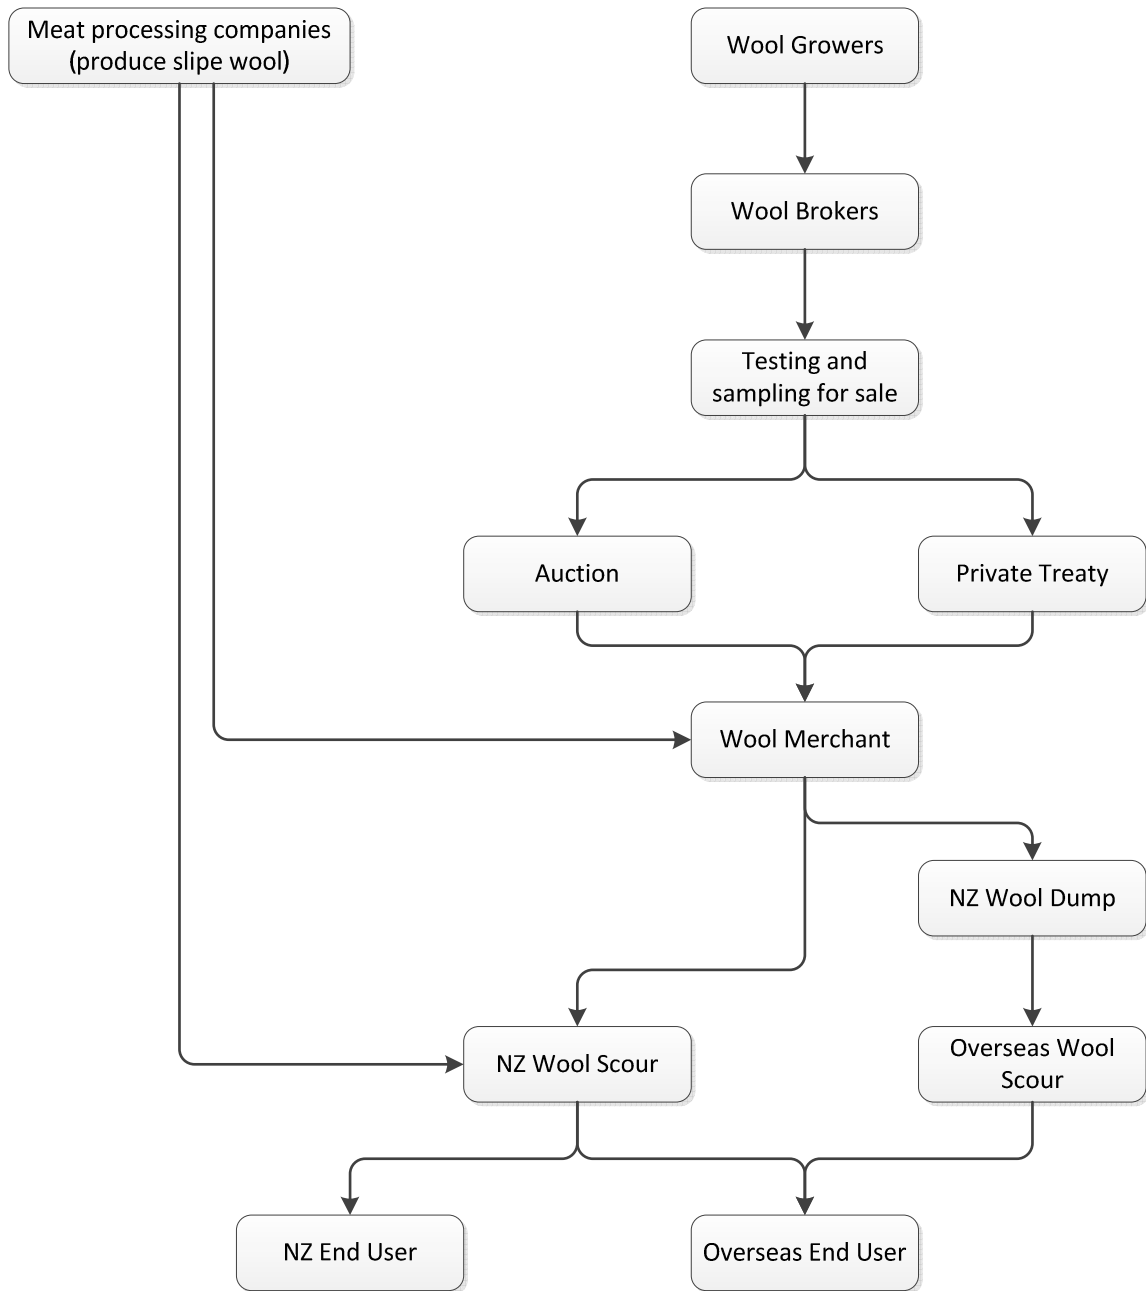 Meat processing companies
(produce slipe wool)
Wool Growers
Wool Brokers
Testing and
sampling for sale
Auction
Private Treaty
Wool Merchant
NZ Wool Dump
NZ Wool Scour
Overseas Wool
Scour
NZ End User
Overseas End User